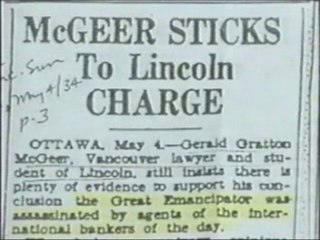 McGEER STICKS
To Lincoln
CHARGE
Sun
May 4/34
p-3
OTTAWA, May 4.—Gerald Gratton
McGeer, Vancouver lawyer and stu-
dent of Lincoln, still insists there is
plenty of evidence to support his con-
clusion the Great Emancipator was
assassinated by agents of the inter-
national bankers of the day.